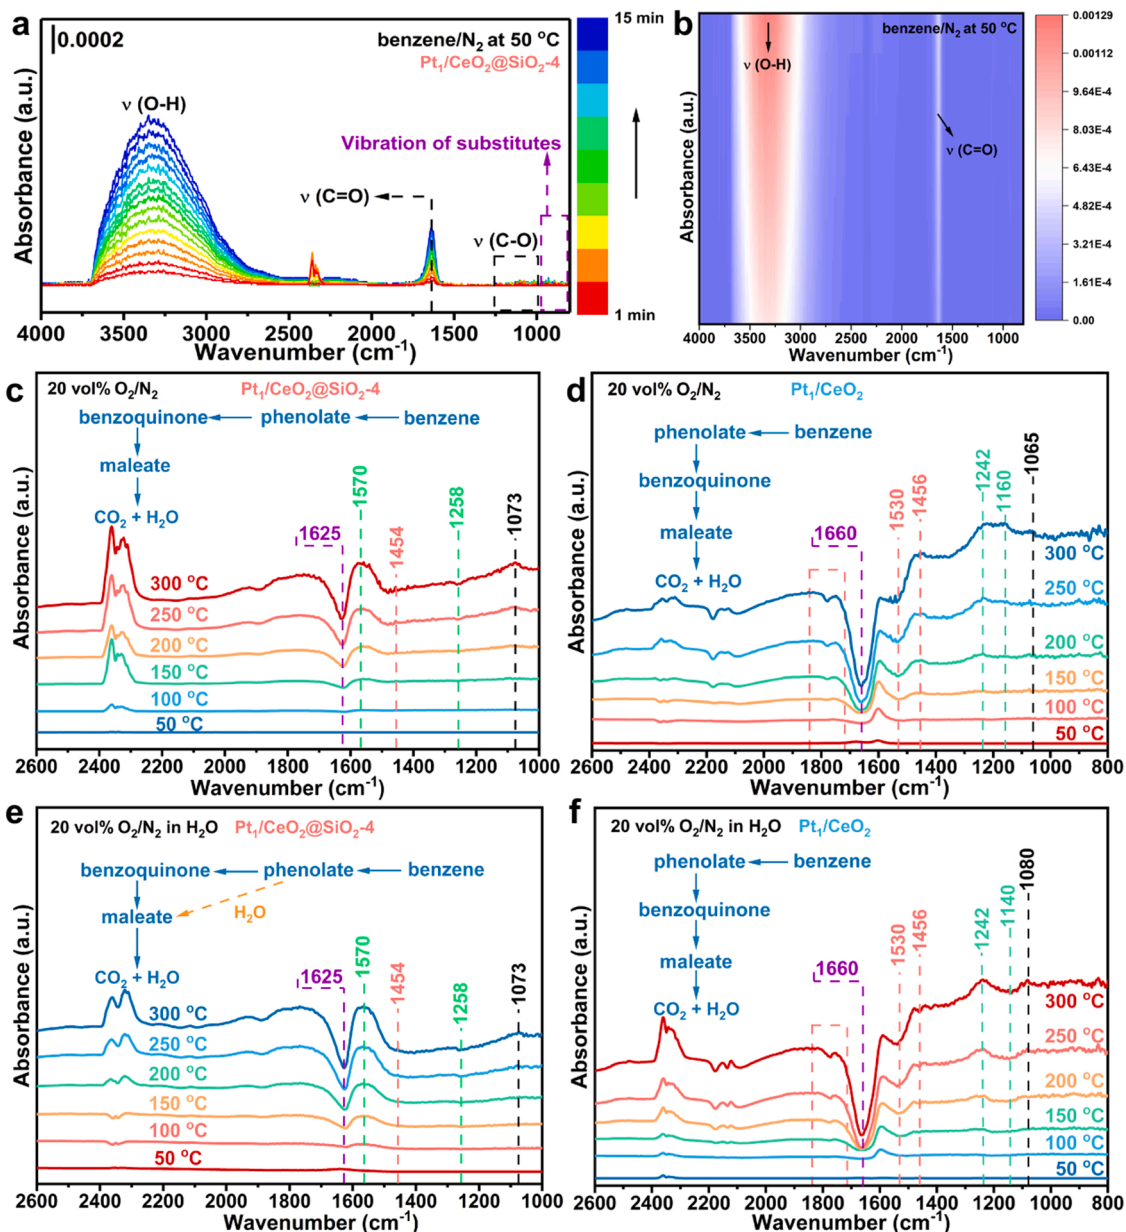 a
0.0002
benzene/N₂ at 50 °C
Pt₁/CeO₂@SiO₂-4
ν (O-H)
Vibration of substitutes
ν (C=O)
ν (C-O)
15 min
1 min
Absorbance (a.u.)
4000 3500 3000 2500 2000 1500 1000
Wavenumber (cm⁻¹)
b
benzene/N₂ at 50 °C
ν (O-H)
ν (C=O)
Absorbance (a.u.)
4000 3500 3000 2500 2000 1500 1000
Wavenumber (cm⁻¹)
0.00129
0.00112
9.64E-4
8.03E-4
6.43E-4
4.82E-4
3.21E-4
1.61E-4
0.00
c
20 vol% O₂/N₂ Pt₁/CeO₂@SiO₂-4
benzoquinone phenolate benzene
maleate
CO₂ + H₂O
1625
1570
1454
1258
1073
300 °C
250 °C
200 °C
150 °C
100 °C
50 °C
Absorbance (a.u.)
2600 2400 2200 2000 1800 1600 1400 1200 1000
Wavenumber (cm⁻¹)
d
20 vol% O₂/N₂ Pt₁/CeO₂
phenolate benzene
benzoquinone
maleate
CO₂ + H₂O
1660
1530
1456
1242
1160
1065
300 °C
250 °C
200 °C
150 °C
100 °C
50 °C
Absorbance (a.u.)
2600 2400 2200 2000 1800 1600 1400 1200 1000 800
Wavenumber (cm⁻¹)
e
20 vol% O₂/N₂ in H₂O Pt₁/CeO₂@SiO₂-4
benzoquinone phenolate benzene
maleate
H₂O
CO₂ + H₂O
1625
1570
1454
1258
1073
300 °C
250 °C
200 °C
150 °C
100 °C
50 °C
Absorbance (a.u.)
2600 2400 2200 2000 1800 1600 1400 1200 1000
Wavenumber (cm⁻¹)
f
20 vol% O₂/N₂ in H₂O Pt₁/CeO₂
phenolate benzene
benzoquinone
maleate
CO₂ + H₂O
1660
1530
1456
1242
1140
1080
300 °C
250 °C
200 °C
150 °C
100 °C
50 °C
Absorbance (a.u.)
2600 2400 2200 2000 1800 1600 1400 1200 1000 800
Wavenumber (cm⁻¹)